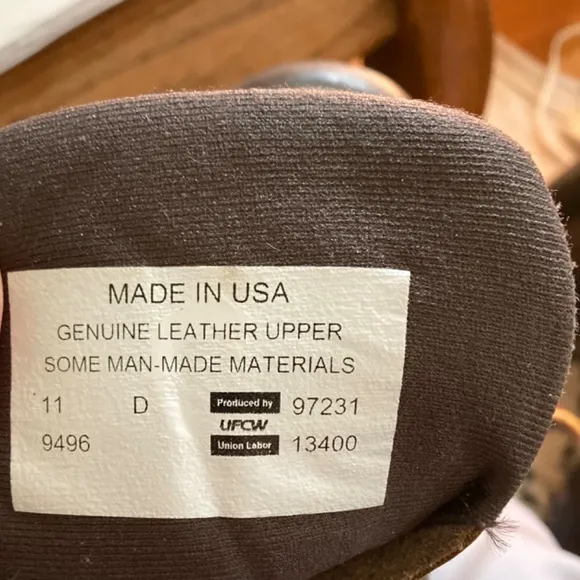 MADE IN USA
GENUINE LEATHER UPPER
SOME MAN-MADE MATERIALS
11 D Produced by 97231
UFCW
9496 Union Labor 13400